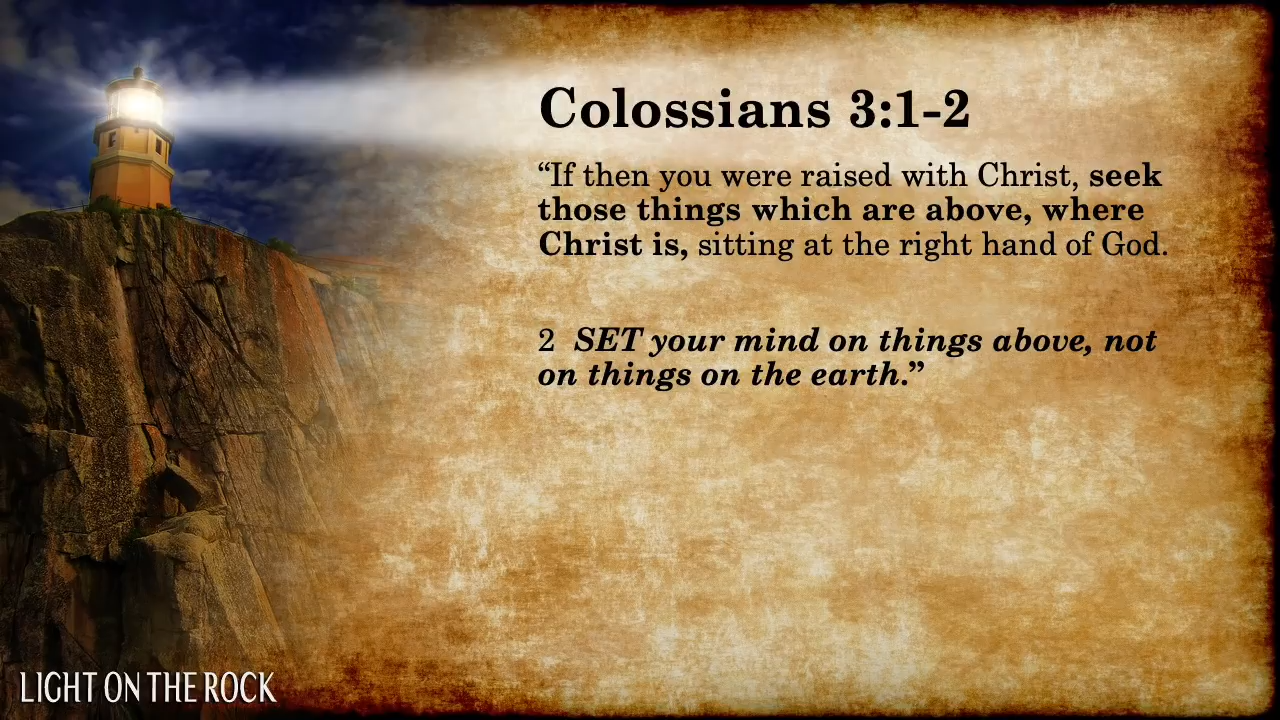 Colossians 3:1-2
“If then you were raised with Christ, seek
those things which are above, where
Christ is, sitting at the right hand of God.
2 SET your mind on things above, not
on things on the earth.”
LIGHT ON THE ROCK